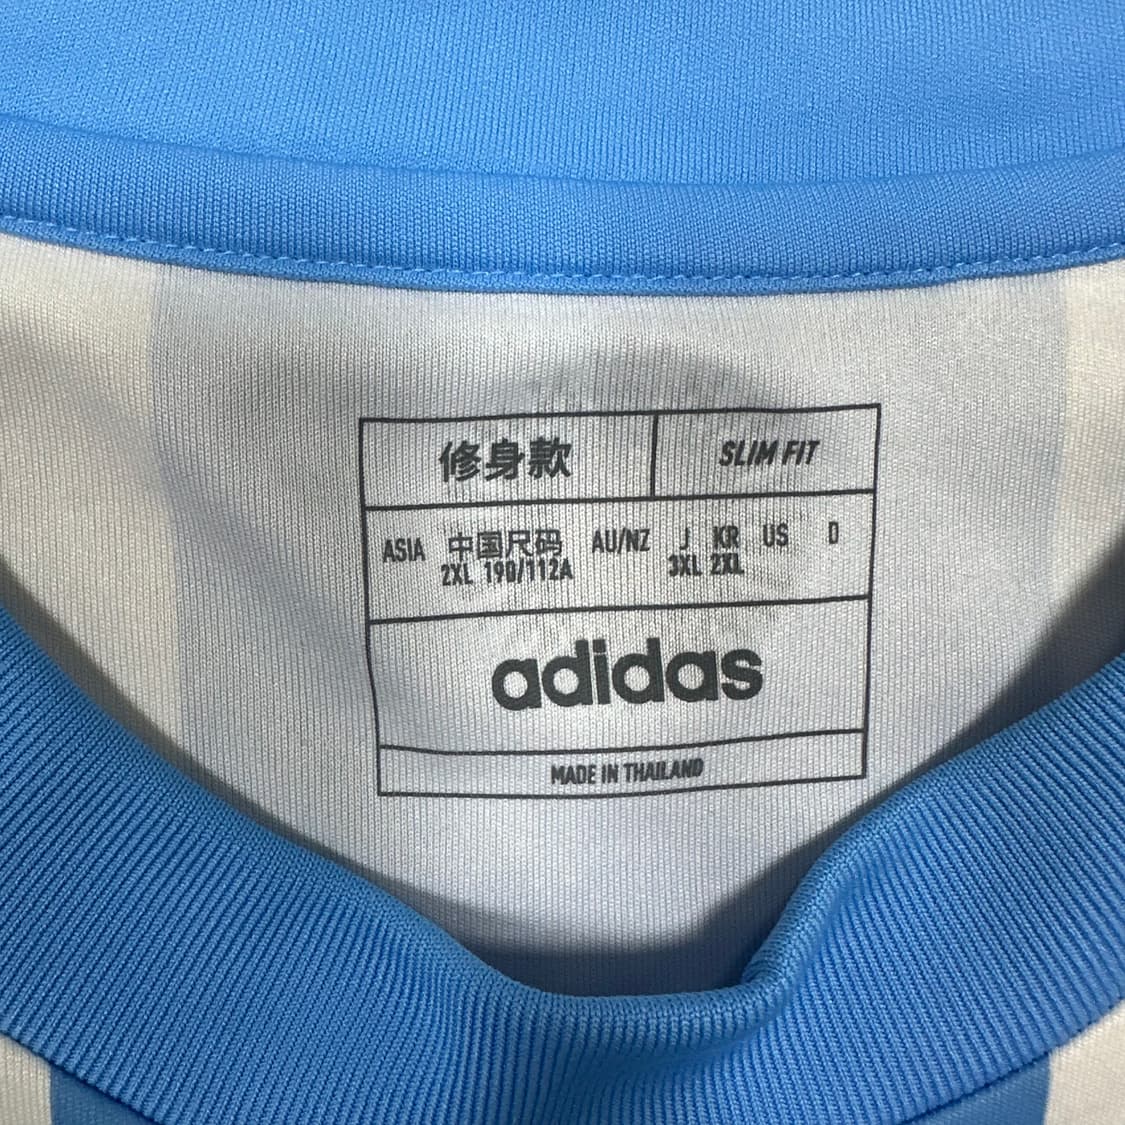 修身款 SLIM FIT
ASIA 中国尺码 AU/NZ J KR US D
2XL 190/112A 3XL 2XL
adidas
MADE IN THAILAND